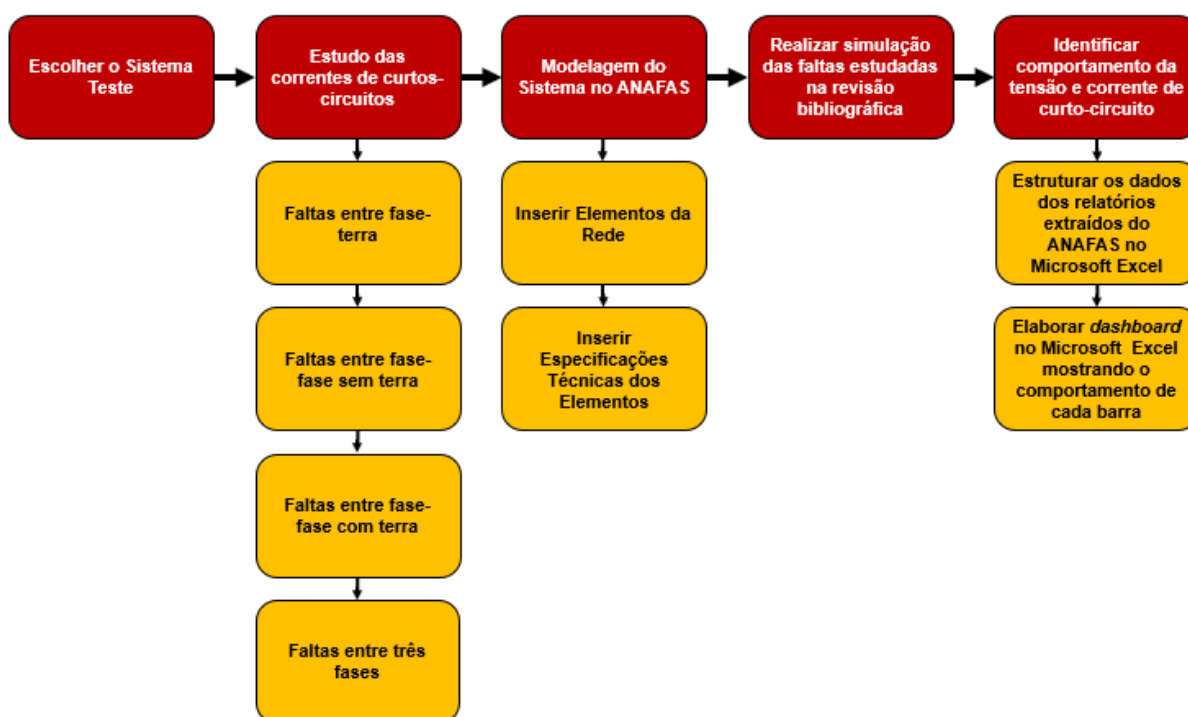 Escolher o Sistema
Teste
Estudo das
correntes de curtos-
circuitos
Modelagem do
Sistema no ANAFAS
Realizar simulação
das faltas estudadas
na revisão
bibliográfica
Identificar
comportamento da
tensão e corrente de
curto-circuito
Faltas entre fase-
terra
Faltas entre fase-
fase sem terra
Faltas entre fase-
fase com terra
Faltas entre três
fases
Inserir Elementos da
Rede
Inserir
Especificações
Técnicas dos
Elementos
Estruturar os dados
dos relatórios
extraídos do
ANAFAS no
Microsoft Excel
Elaborar dashboard
no Microsoft Excel
mostrando o
comportamento de
cada barra